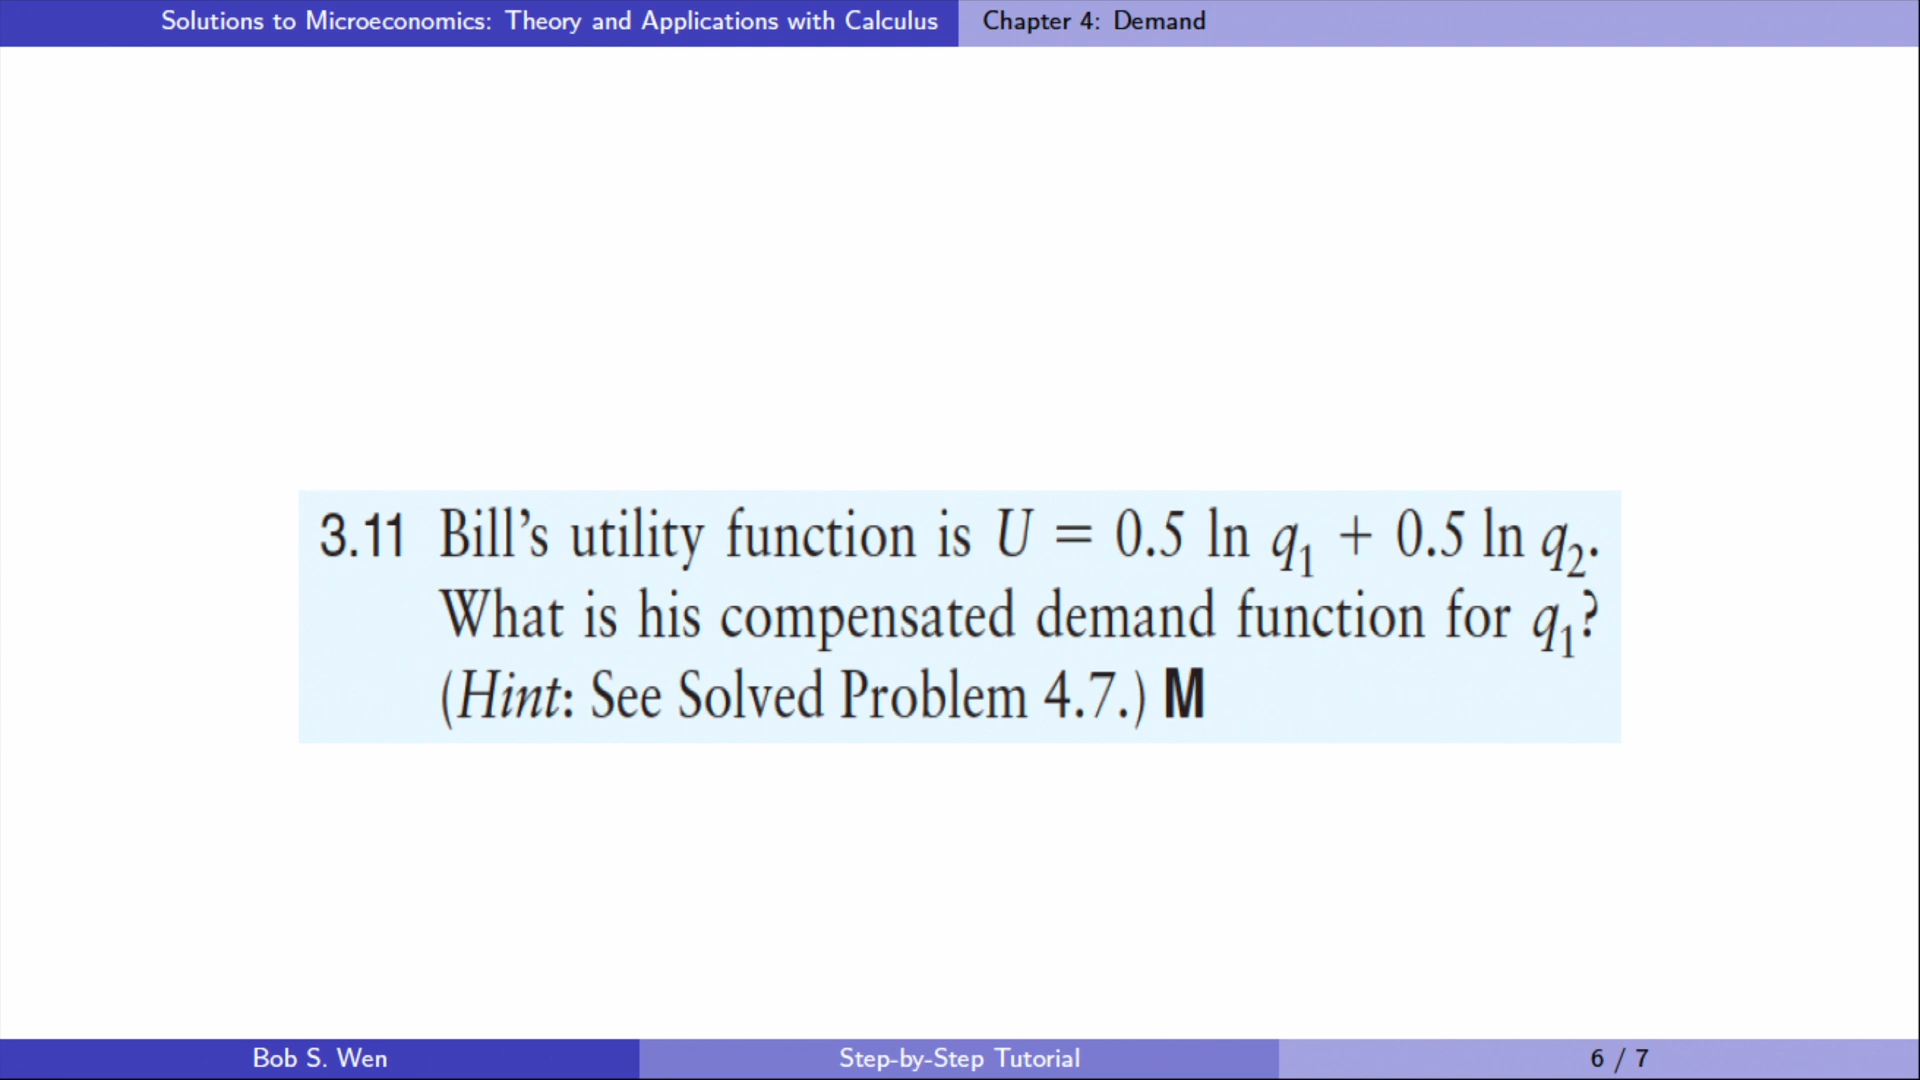 Solutions to Microeconomics: Theory and Applications with Calculus Chapter 4: Demand
3.11 Bill's utility function is U = 0.5 ln q₁ + 0.5 ln q₂.
What is his compensated demand function for q₁?
(Hint: See Solved Problem 4.7.) M
Bob S. Wen Step-by-Step Tutorial 6 / 7